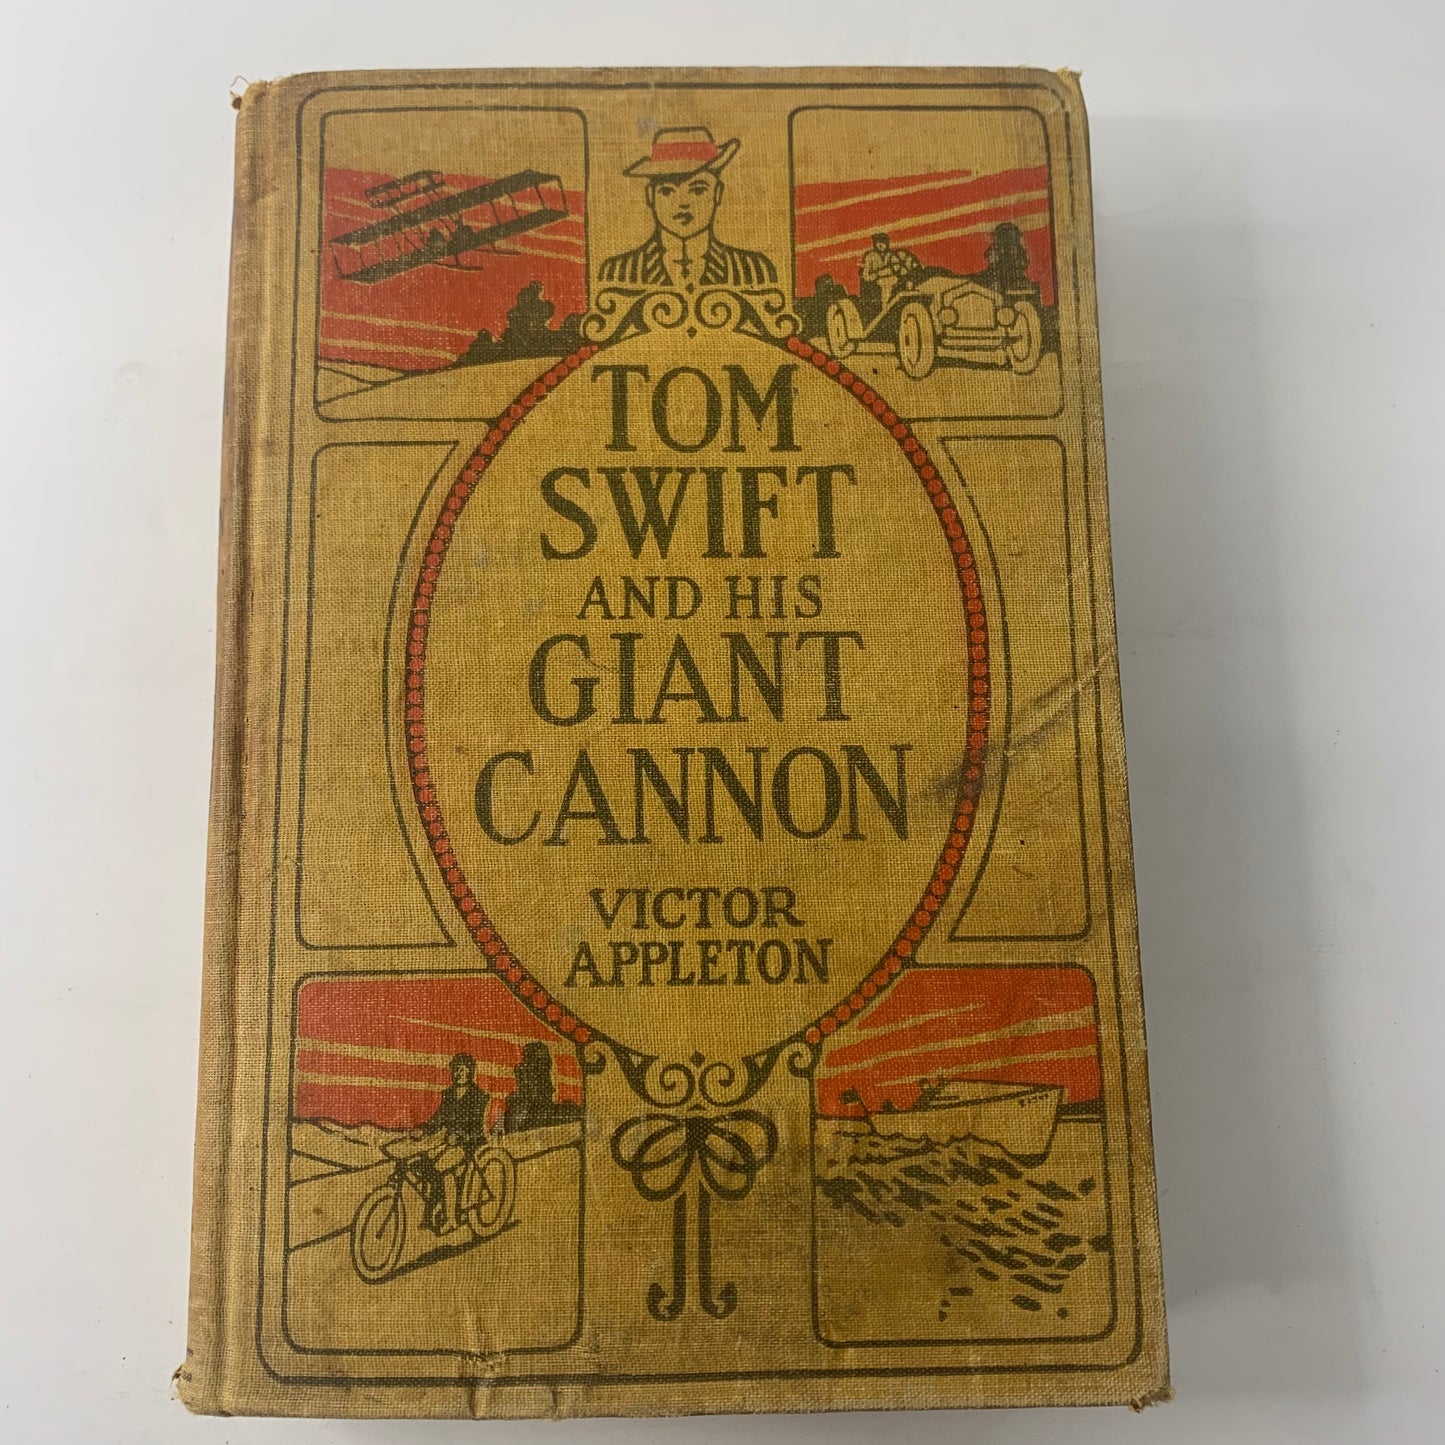 TOM
SWIFT
AND HIS
GIANT
CANNON
VICTOR
APPLETON